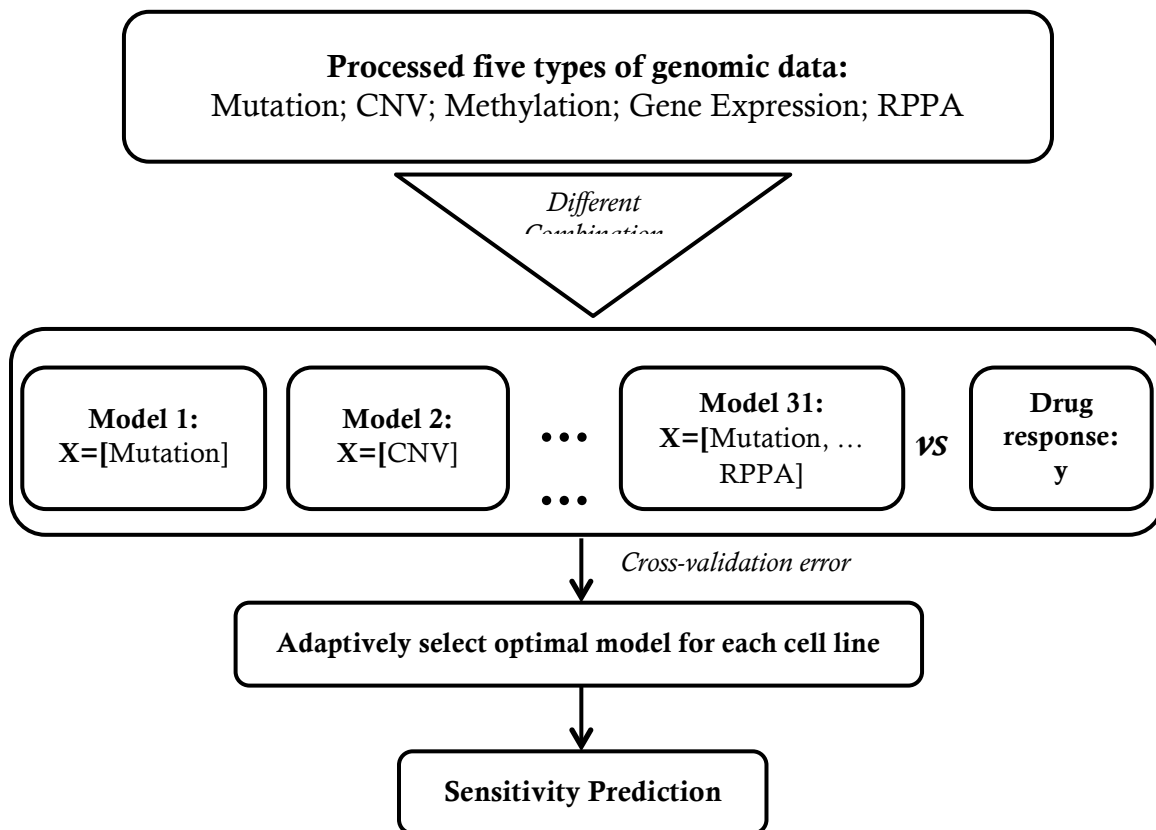 Processed five types of genomic data:
Mutation; CNV; Methylation; Gene Expression; RPPA
Different
Combination
Model 1:
X=[Mutation]
Model 2:
X=[CNV]
...
...
Model 31:
X=[Mutation, …
RPPA]
vs
Drug
response:
y
Cross-validation error
Adaptively select optimal model for each cell line
Sensitivity Prediction